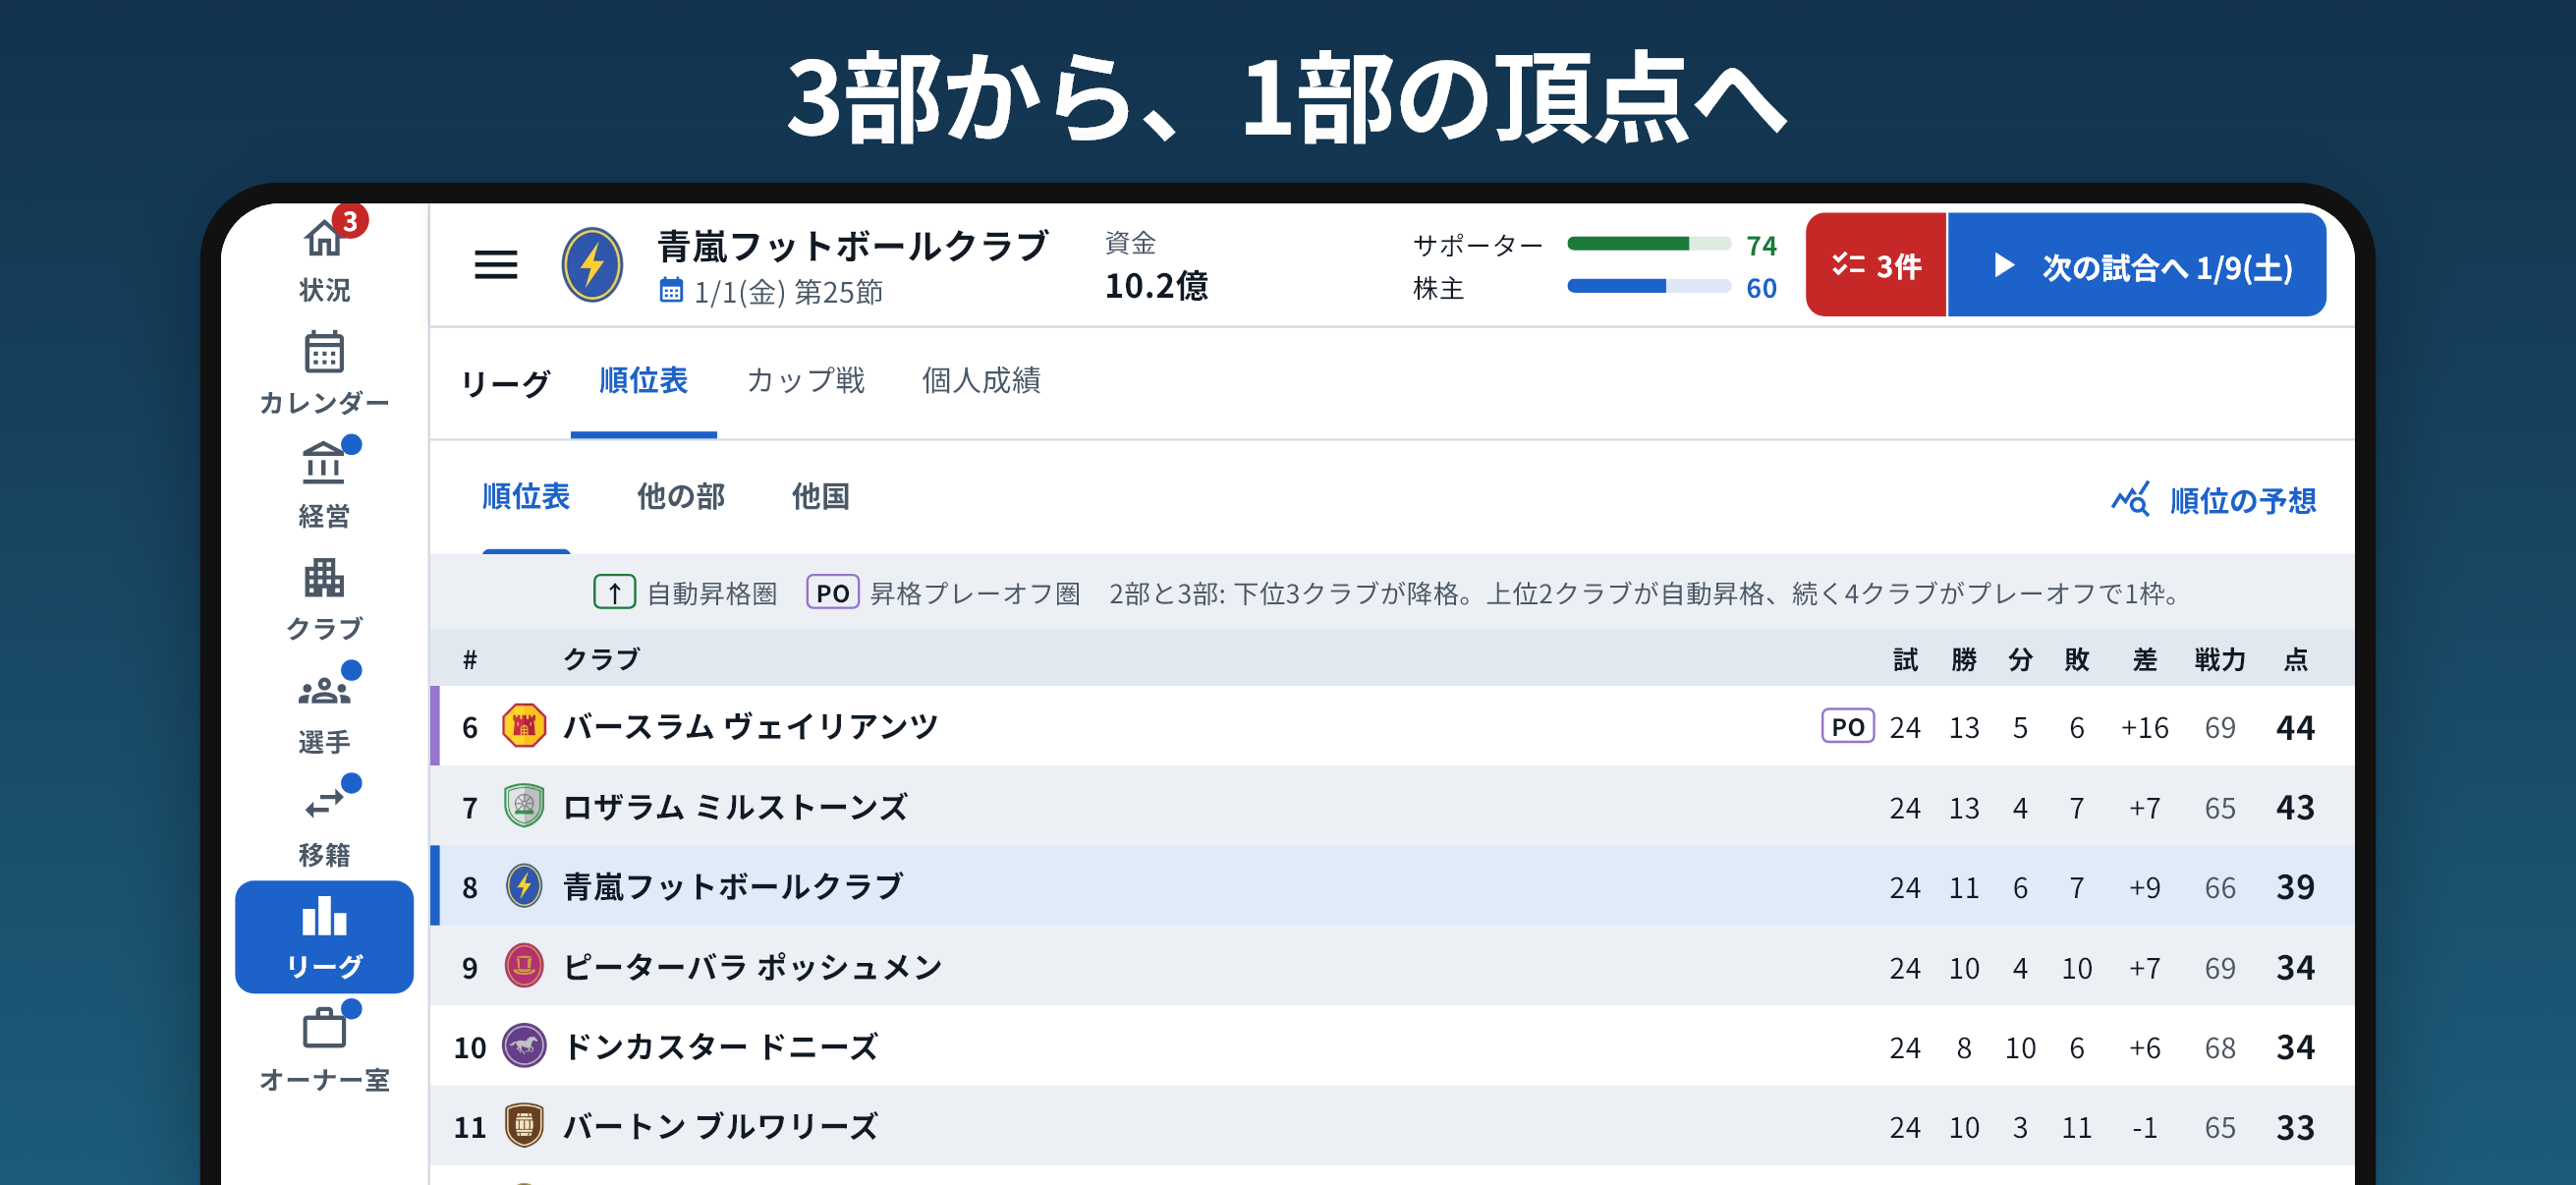 3部から、1部の頂点へ
3
状況
カレンダー
経営
クラブ
選手
移籍
リーグ
オーナー室
青嵐フットボールクラブ
1/1(金) 第25節
資金
10.2億
サポーター 74
株主 60
3件
次の試合へ 1/9(土)
リーグ 順位表 カップ戦 個人成績
順位表 他の部 他国 順位の予想
↑ 自動昇格圏 PO 昇格プレーオフ圏 2部と3部: 下位3クラブが降格。上位2クラブが自動昇格、続く4クラブがプレーオフで1枠。
# クラブ 試 勝 分 敗 差 戦力 点
6 バースラム ヴェイリアンツ PO 24 13 5 6 +16 69 44
7 ロザラム ミルストーンズ 24 13 4 7 +7 65 43
8 青嵐フットボールクラブ 24 11 6 7 +9 66 39
9 ピーターバラ ポッシュメン 24 10 4 10 +7 69 34
10 ドンカスター ドニーズ 24 8 10 6 +6 68 34
11 バートン ブルワリーズ 24 10 3 11 -1 65 33